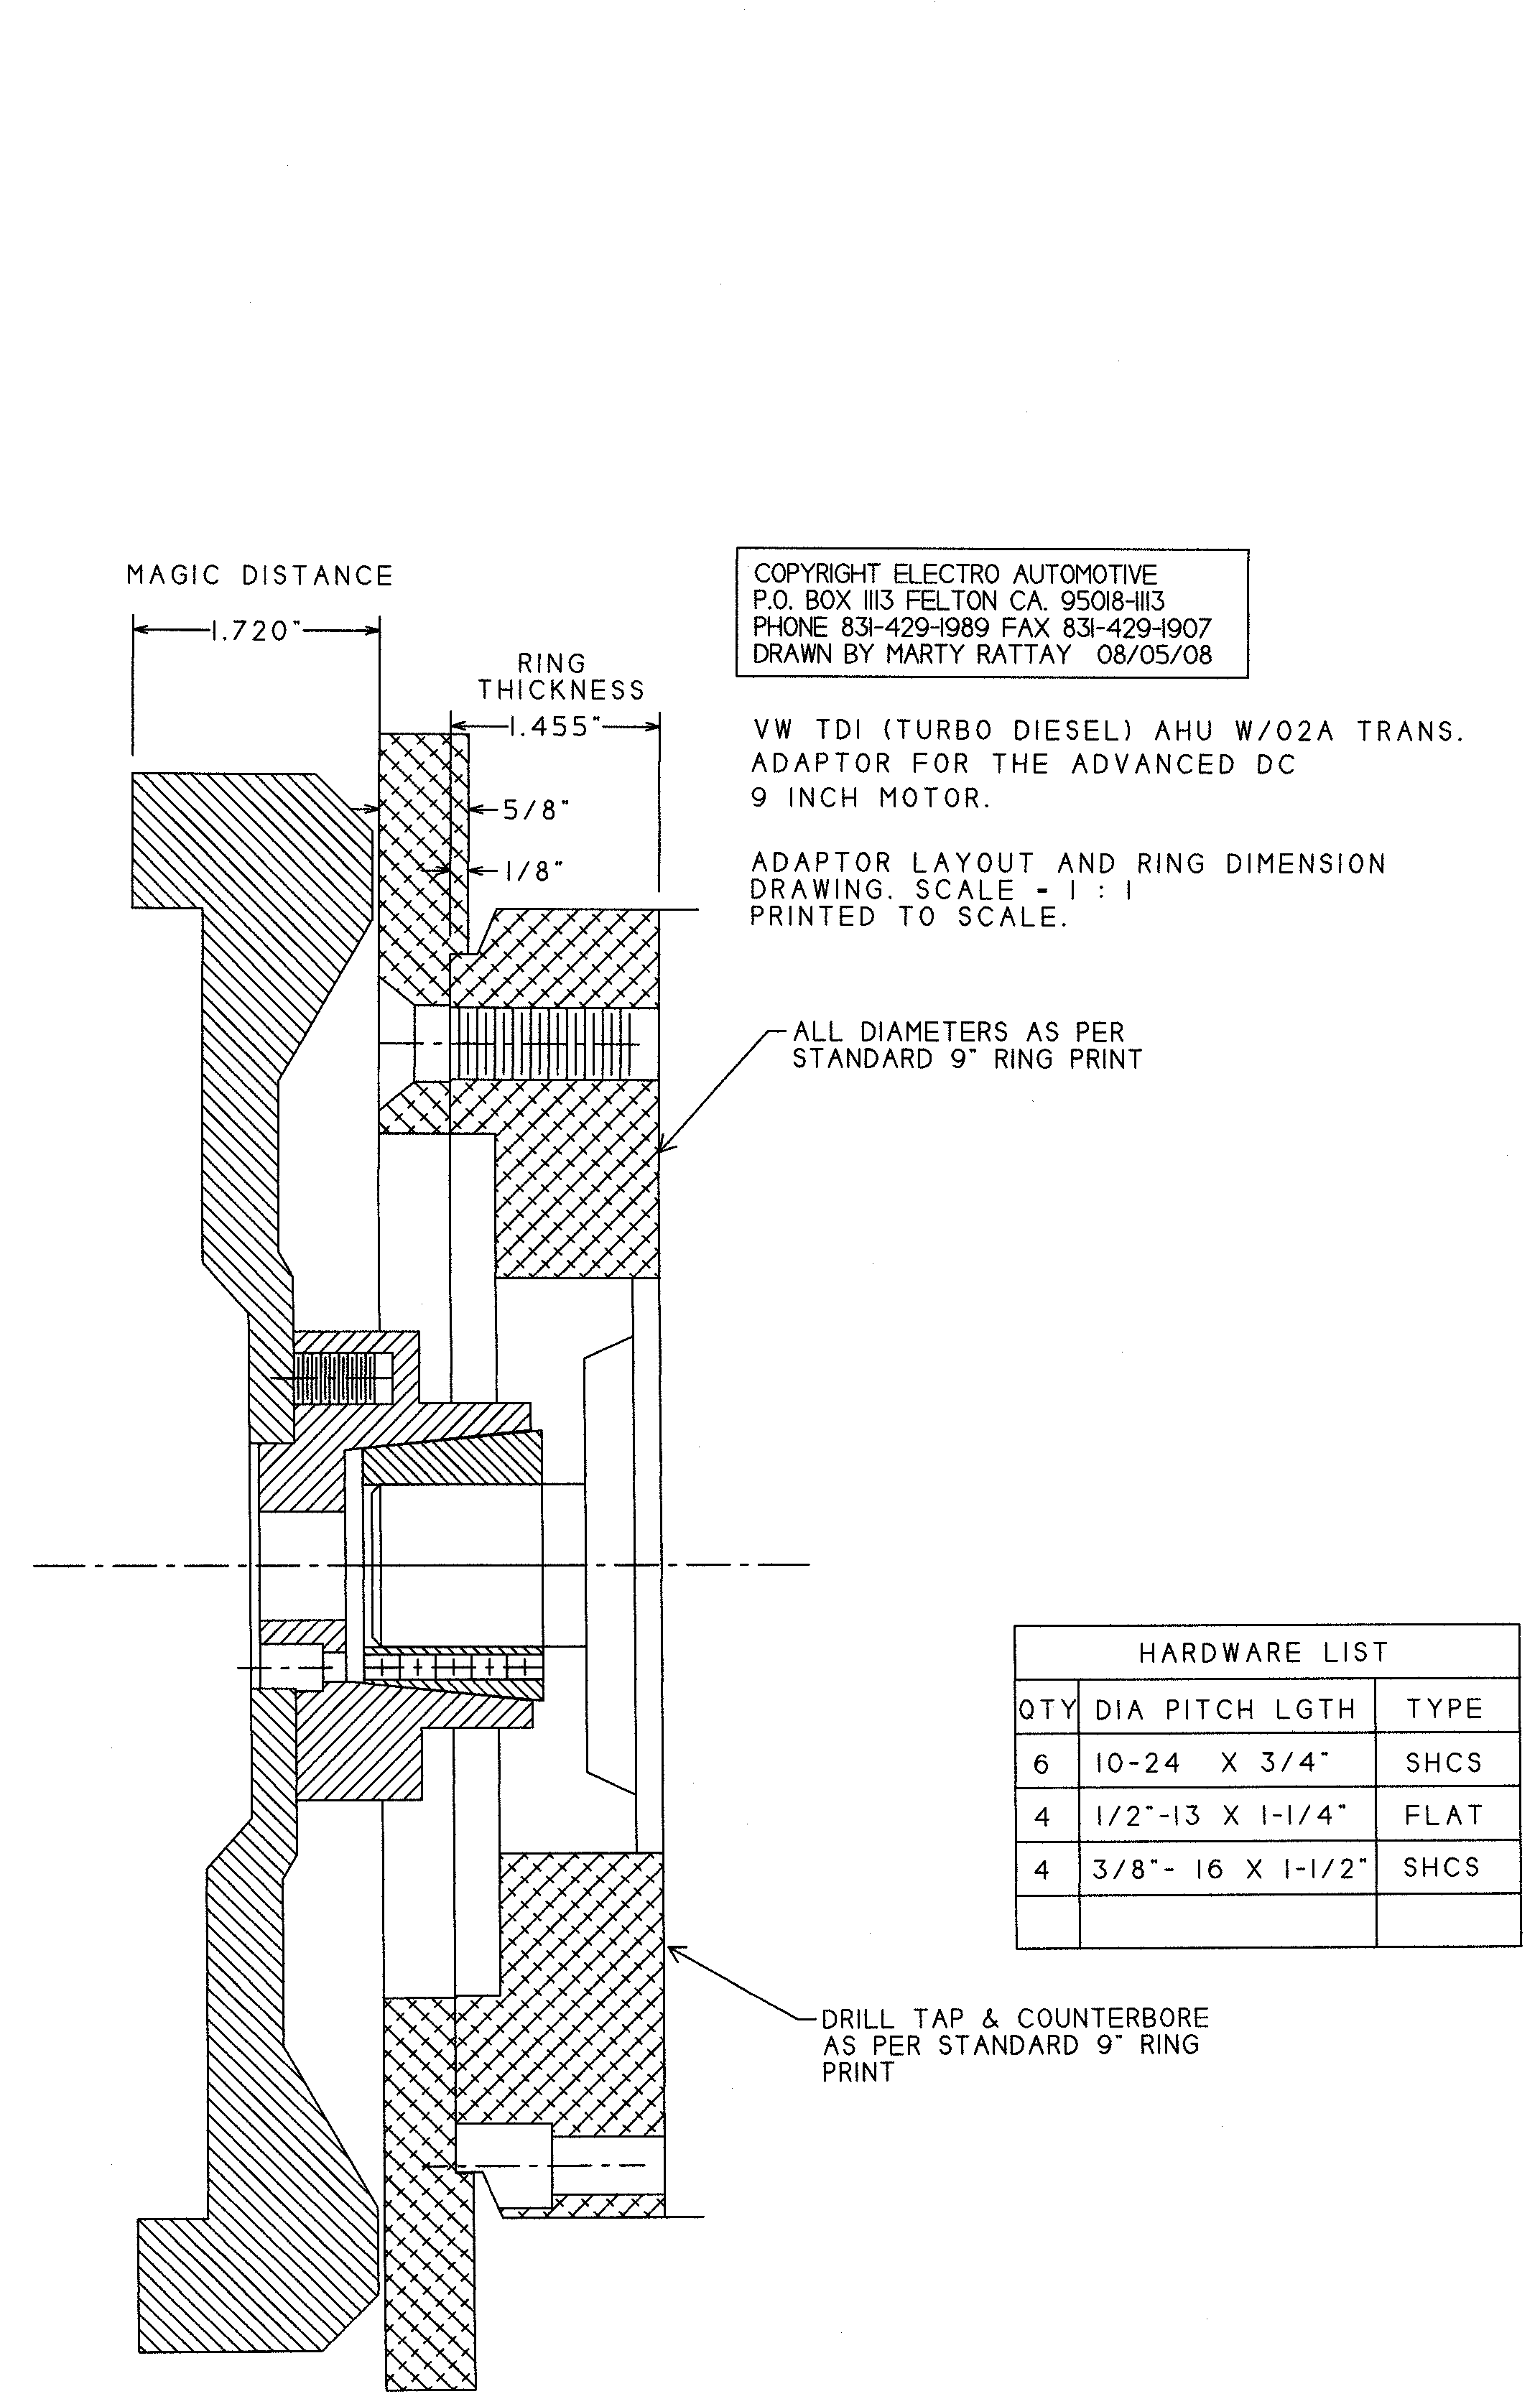 MAGIC DISTANCE
1.720"
RING
THICKNESS
1.455"
5/8"
1/8"
COPYRIGHT ELECTRO AUTOMOTIVE
P.O. BOX 1113 FELTON CA. 95018-1113
PHONE 831-429-1989 FAX 831-429-1907
DRAWN BY MARTY RATTAY 08/05/08
VW TDI (TURBO DIESEL) AHU W/02A TRANS.
ADAPTOR FOR THE ADVANCED DC
9 INCH MOTOR.
ADAPTOR LAYOUT AND RING DIMENSION
DRAWING. SCALE - 1 : 1
PRINTED TO SCALE.
ALL DIAMETERS AS PER
STANDARD 9" RING PRINT
HARDWARE LIST
QTY DIA PITCH LGTH TYPE
6 10-24 X 3/4" SHCS
4 1/2"-13 X 1-1/4" FLAT
4 3/8"- 16 X 1-1/2" SHCS
DRILL TAP & COUNTERBORE
AS PER STANDARD 9" RING
PRINT